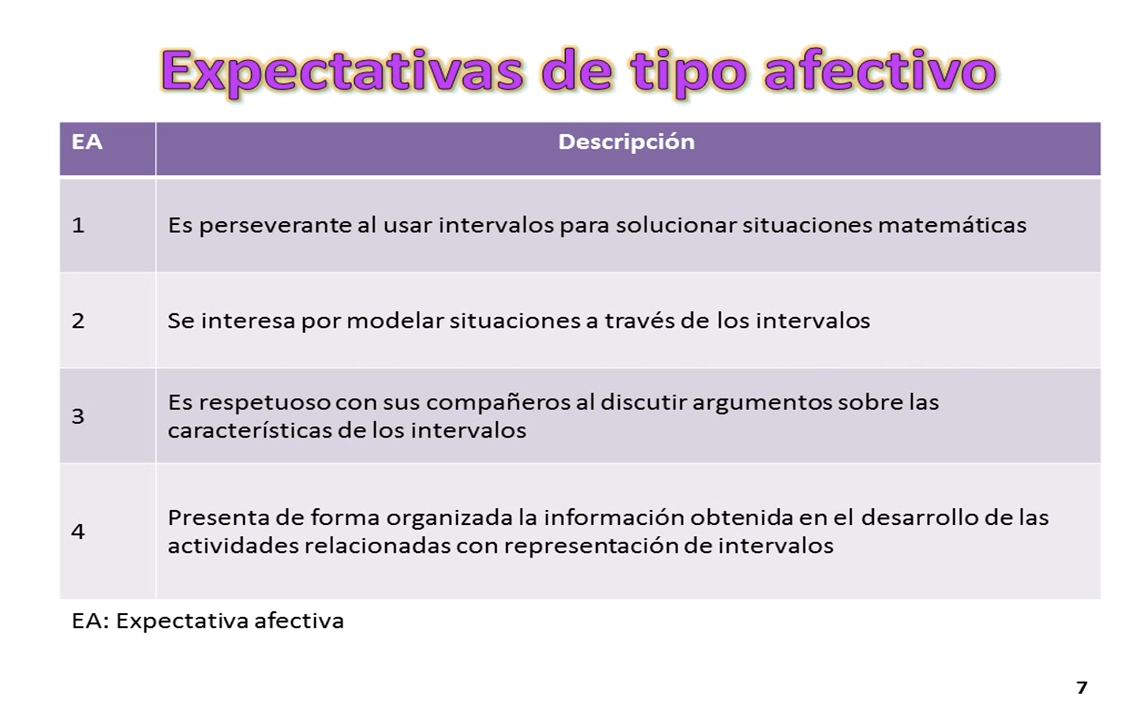 Expectativas de tipo afectivo
EA
Descripción
1
Es perseverante al usar intervalos para solucionar situaciones matemáticas
2
Se interesa por modelar situaciones a través de los intervalos
3
Es respetuoso con sus compañeros al discutir argumentos sobre las
características de los intervalos
4
Presenta de forma organizada la información obtenida en el desarrollo de las
actividades relacionadas con representación de intervalos
EA: Expectativa afectiva
7